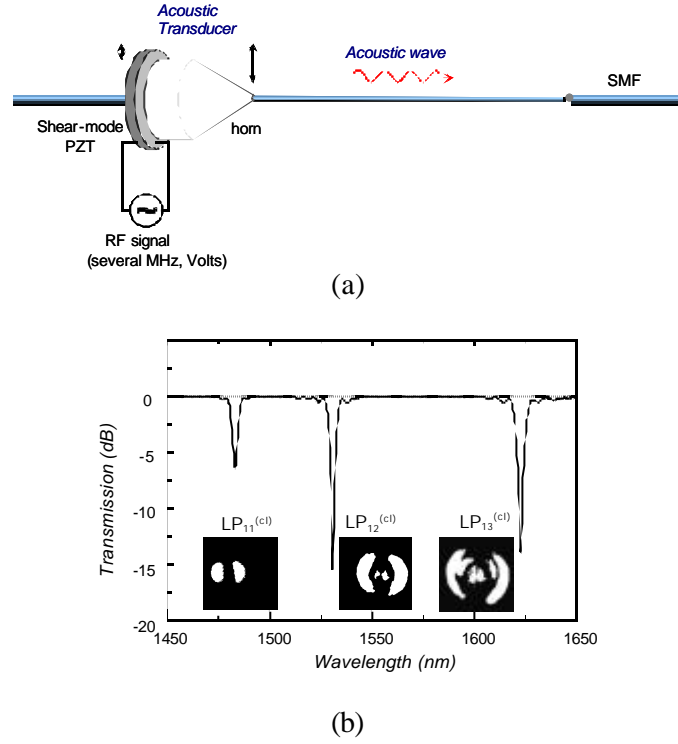 Acoustic
Transducer
Acoustic wave
SMF
Shear-mode
PZT
horn
RF signal
(several MHz, Volts)
(a)
0
-5
-10
-15
-20
Transmission (dB)
LP11(cl) LP12(cl) LP13(cl)
1450 1500 1550 1600 1650
Wavelength (nm)
(b)